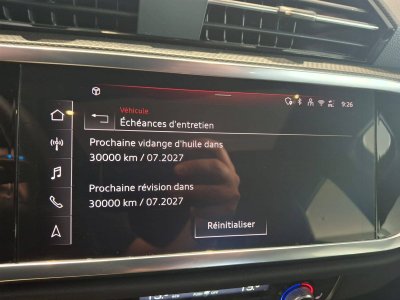 9:26
Véhicule
Échéances d'entretien
Prochaine vidange d'huile dans
30000 km / 07.2027
Prochaine révision dans
30000 km / 07.2027
Réinitialiser